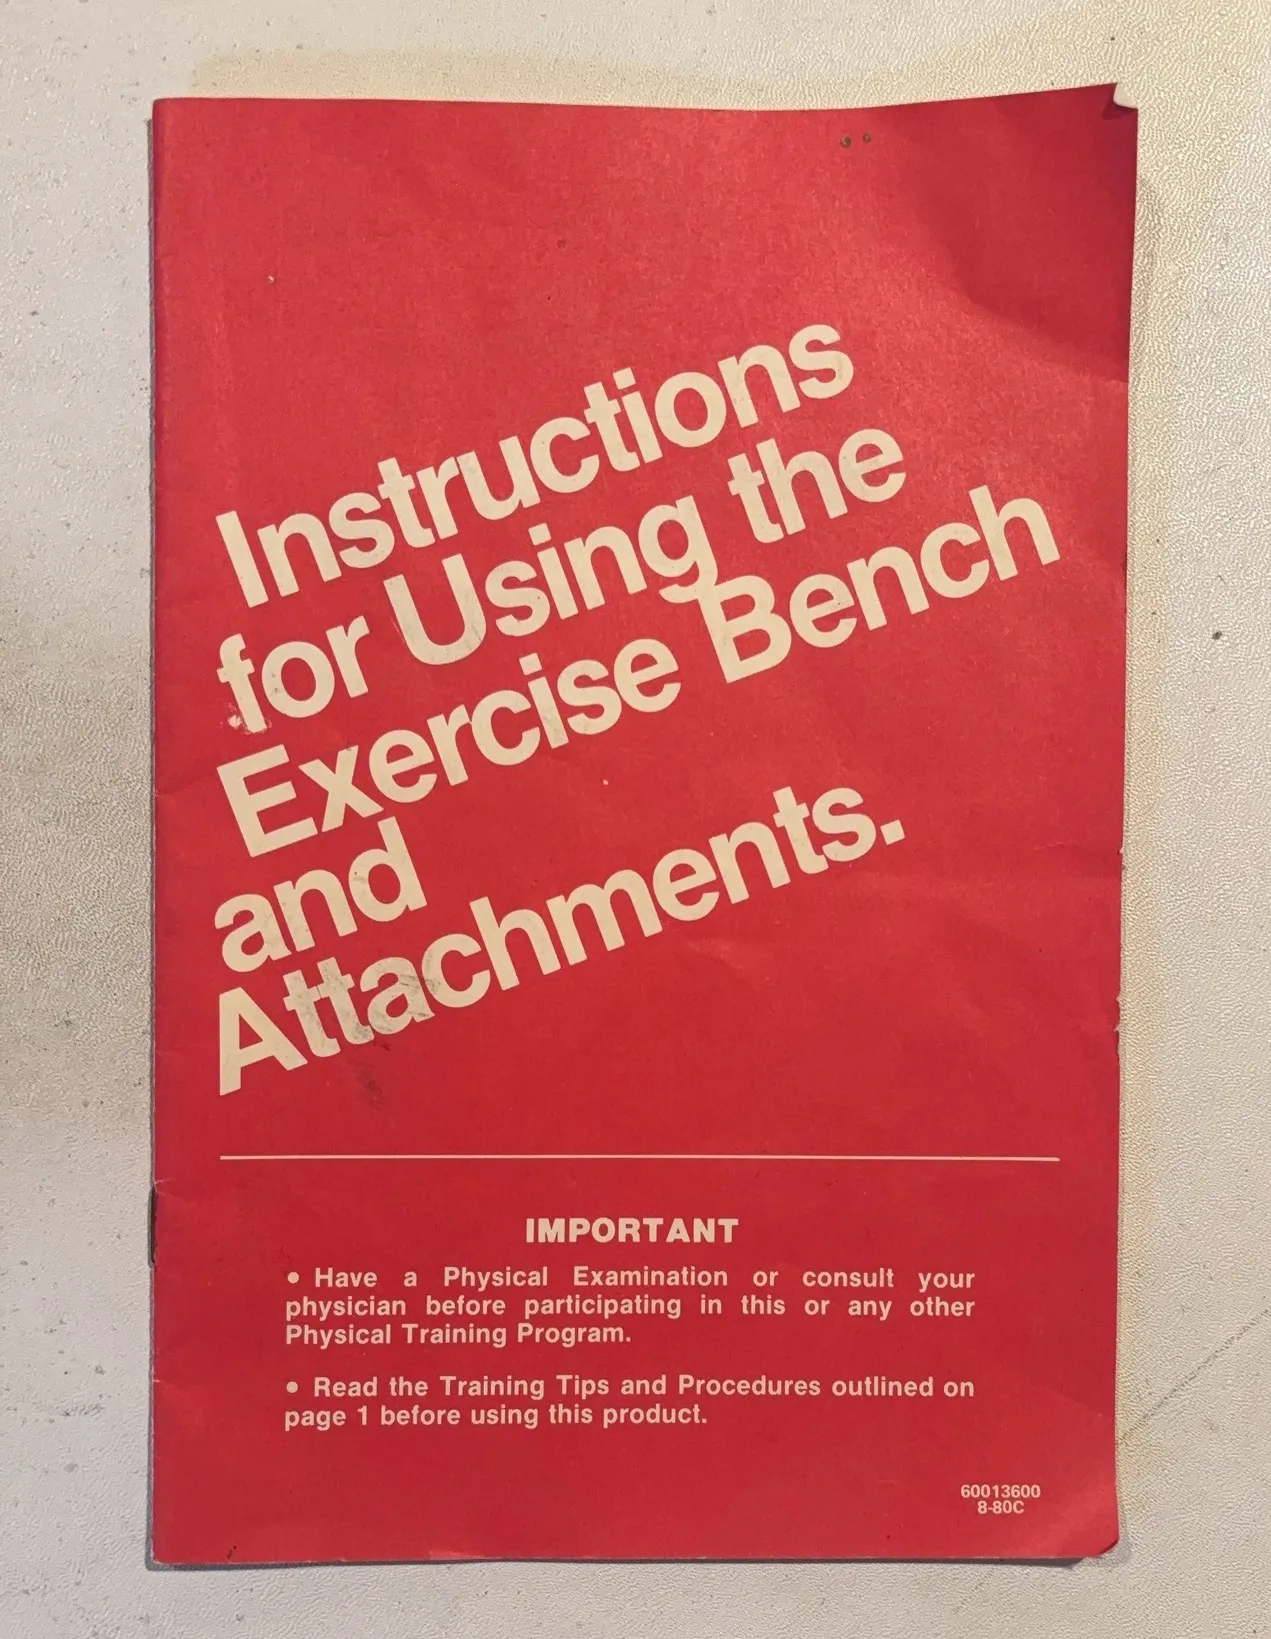 Instructions
for Using the
Exercise Bench
and
Attachments.
IMPORTANT
• Have a Physical Examination or consult your
physician before participating in this or any other
Physical Training Program.
• Read the Training Tips and Procedures outlined on
page 1 before using this product.
60013600
8-80C